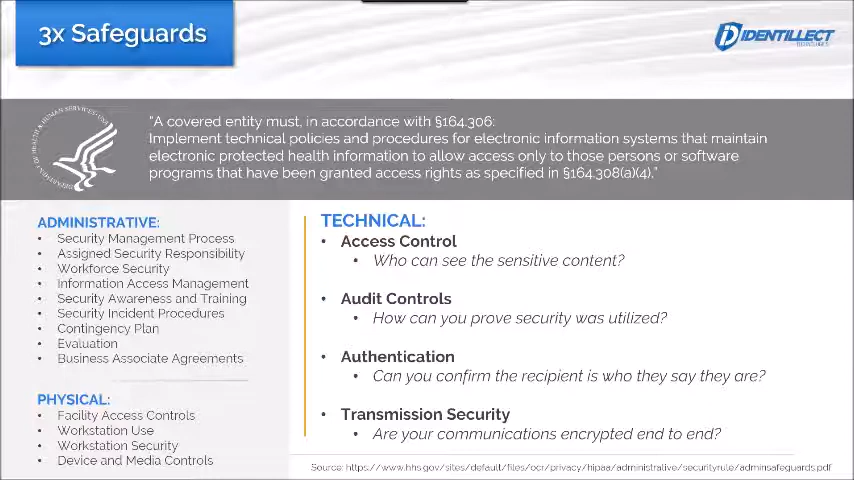 3x Safeguards
IDENTILLECT
TECHNOLOGIES
"A covered entity must, in accordance with §164.306:
Implement technical policies and procedures for electronic information systems that maintain
electronic protected health information to allow access only to those persons or software
programs that have been granted access rights as specified in §164.308(a)(4)."
DEPARTMENT OF HEALTH & HUMAN SERVICES • USA
ADMINISTRATIVE:
• Security Management Process
• Assigned Security Responsibility
• Workforce Security
• Information Access Management
• Security Awareness and Training
• Security Incident Procedures
• Contingency Plan
• Evaluation
• Business Associate Agreements
PHYSICAL:
• Facility Access Controls
• Workstation Use
• Workstation Security
• Device and Media Controls
TECHNICAL:
• Access Control
• Who can see the sensitive content?
• Audit Controls
• How can you prove security was utilized?
• Authentication
• Can you confirm the recipient is who they say they are?
• Transmission Security
• Are your communications encrypted end to end?
Source: https://www.hhs.gov/sites/default/files/ocr/privacy/hipaa/administrative/securityrule/adminsafeguards.pdf